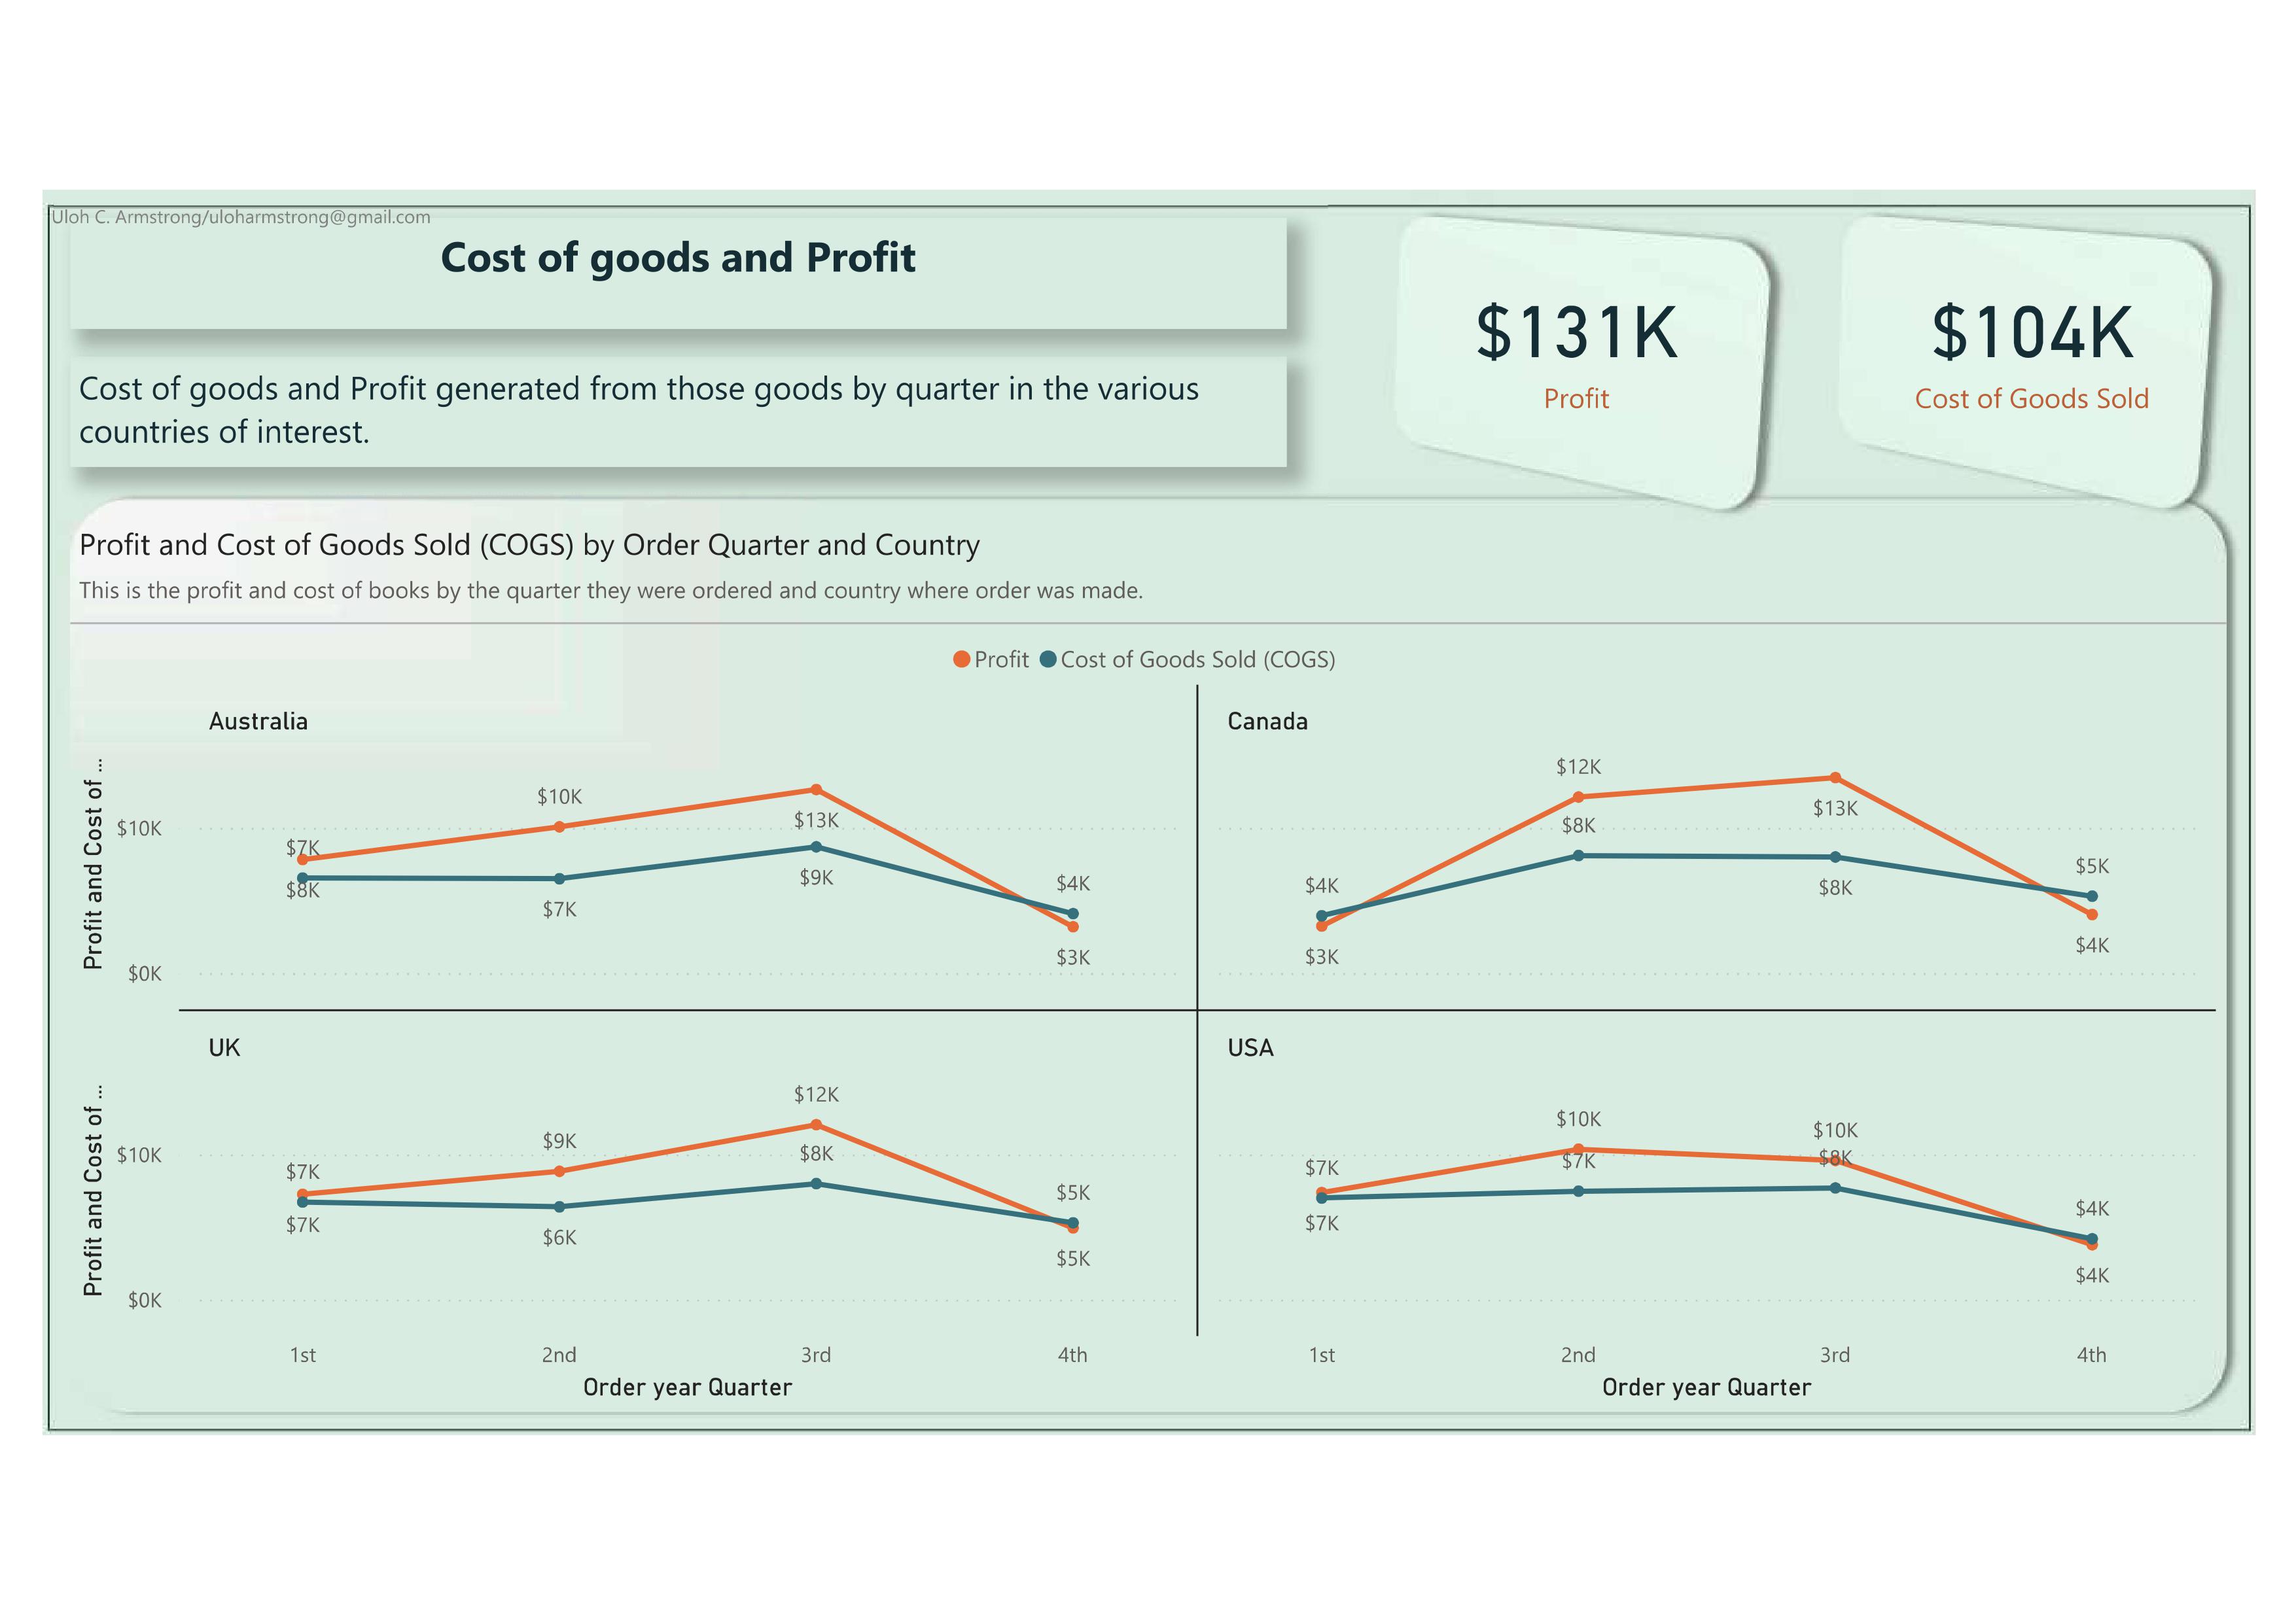 Uloh C. Armstrong/uloharmstrong@gmail.com
Cost of goods and Profit
$131K
Profit
$104K
Cost of Goods Sold
Cost of goods and Profit generated from those goods by quarter in the various
countries of interest.
Profit and Cost of Goods Sold (COGS) by Order Quarter and Country
This is the profit and cost of books by the quarter they were ordered and country where order was made.
Profit Cost of Goods Sold (COGS)
Australia
Profit and Cost of ...
$10K
$0K
$7K
$8K
$10K
$7K
$13K
$9K
$4K
$3K
Canada
$4K
$3K
$12K
$8K
$13K
$8K
$5K
$4K
UK
Profit and Cost of ...
$10K
$0K
$7K
$7K
$9K
$6K
$12K
$8K
$5K
$5K
USA
$7K
$7K
$10K
$7K
$10K
$8K
$4K
$4K
1st 2nd 3rd 4th
Order year Quarter
1st 2nd 3rd 4th
Order year Quarter